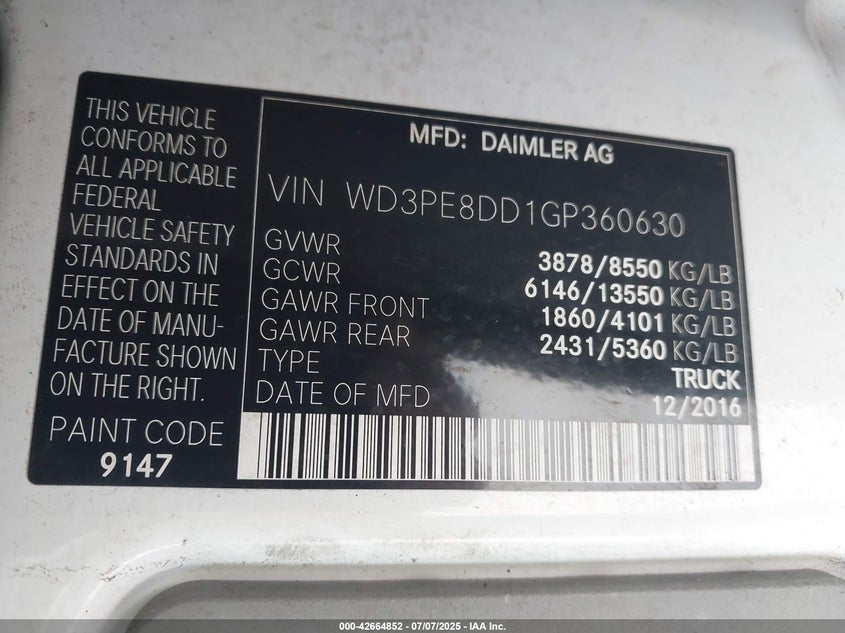 THIS VEHICLE
CONFORMS TO
ALL APPLICABLE
FEDERAL
VEHICLE SAFETY
STANDARDS IN
EFFECT ON THE
DATE OF MANU-
FACTURE SHOWN
ON THE RIGHT.
PAINT CODE
9147
MFD: DAIMLER AG
VIN WD3PE8DD1GP360630
GVWR 3878/8550 KG/LB
GCWR 6146/13550 KG/LB
GAWR FRONT 1860/4101 KG/LB
GAWR REAR 2431/5360 KG/LB
TYPE TRUCK
DATE OF MFD 12/2016
000-42664852 - 07/07/2025 - IAA Inc.